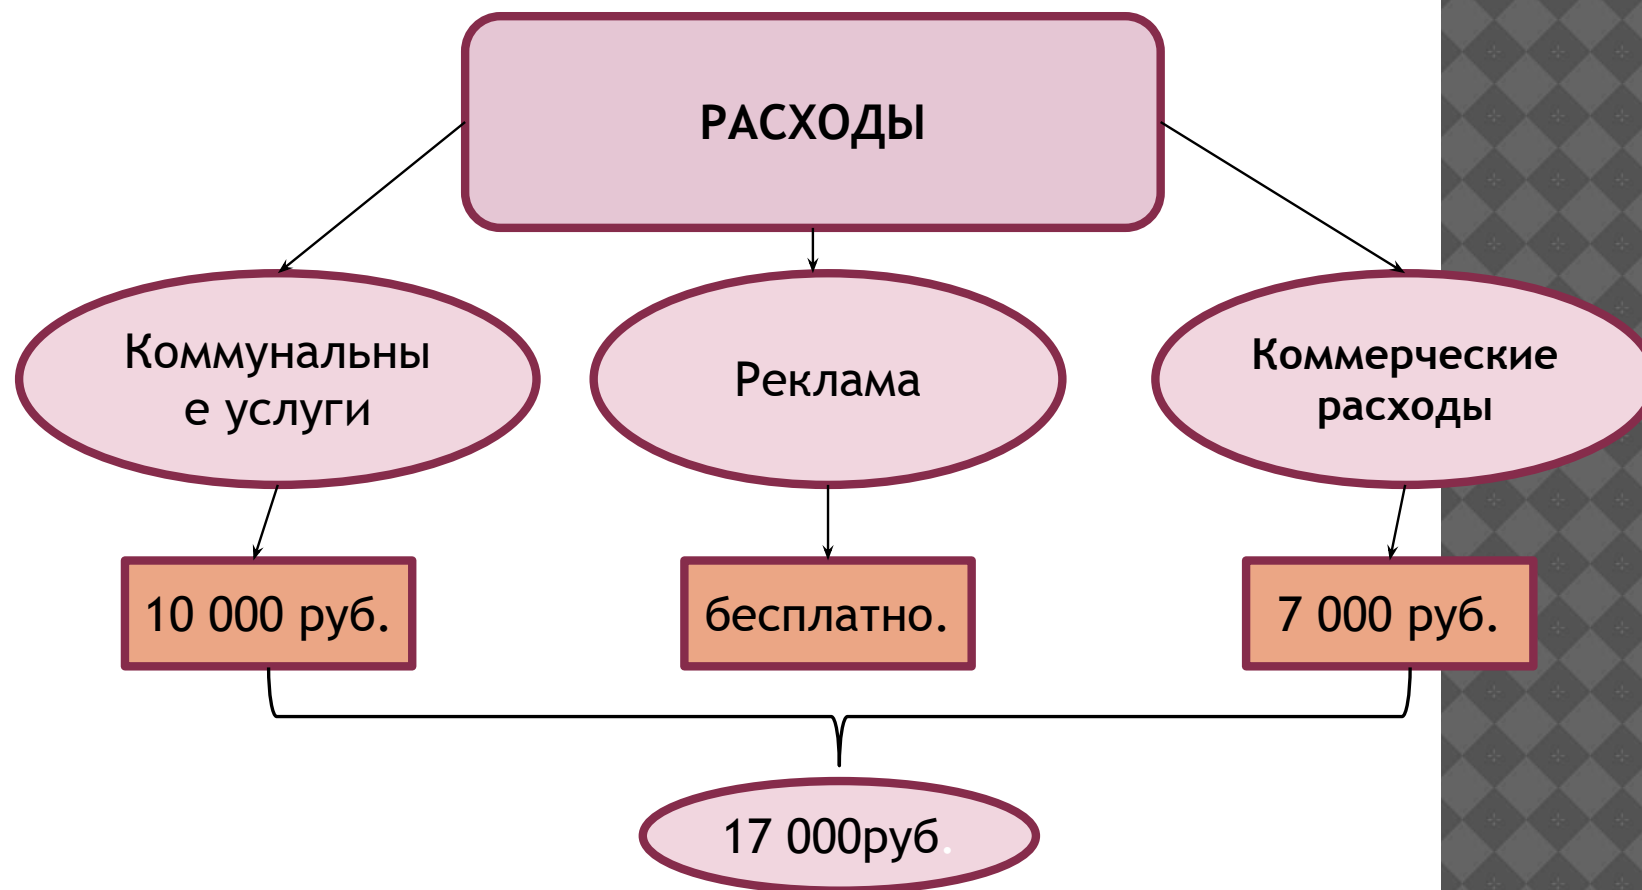 РАСХОДЫ
Коммунальны
е услуги
Реклама
Коммерческие
расходы
10 000 руб.
бесплатно.
7 000 руб.
17 000руб.